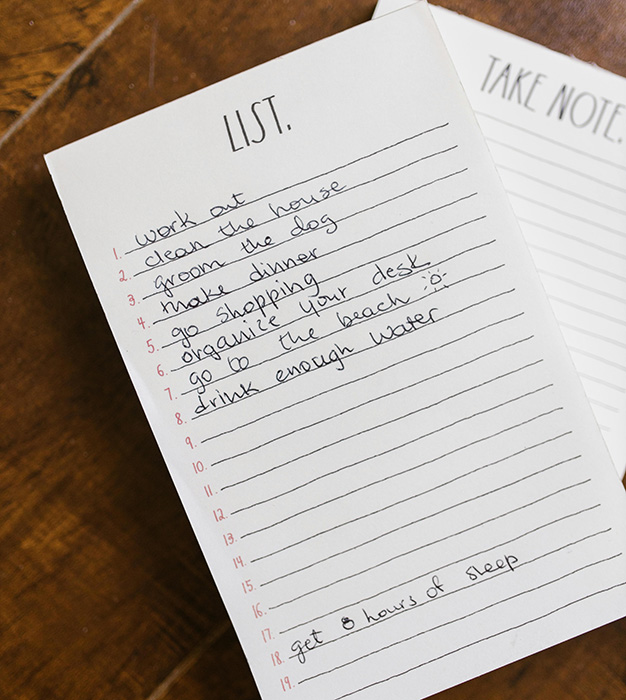 LIST.
1. work out
2. clean the house
3. groom the dog
4. make dinner
5. go shopping
6. organize your desk
7. go to the beach
8. drink enough water
9.
10.
11.
12.
13.
14.
15.
16.
17.
18. get 8 hours of sleep
19.
TAKE NOTE.